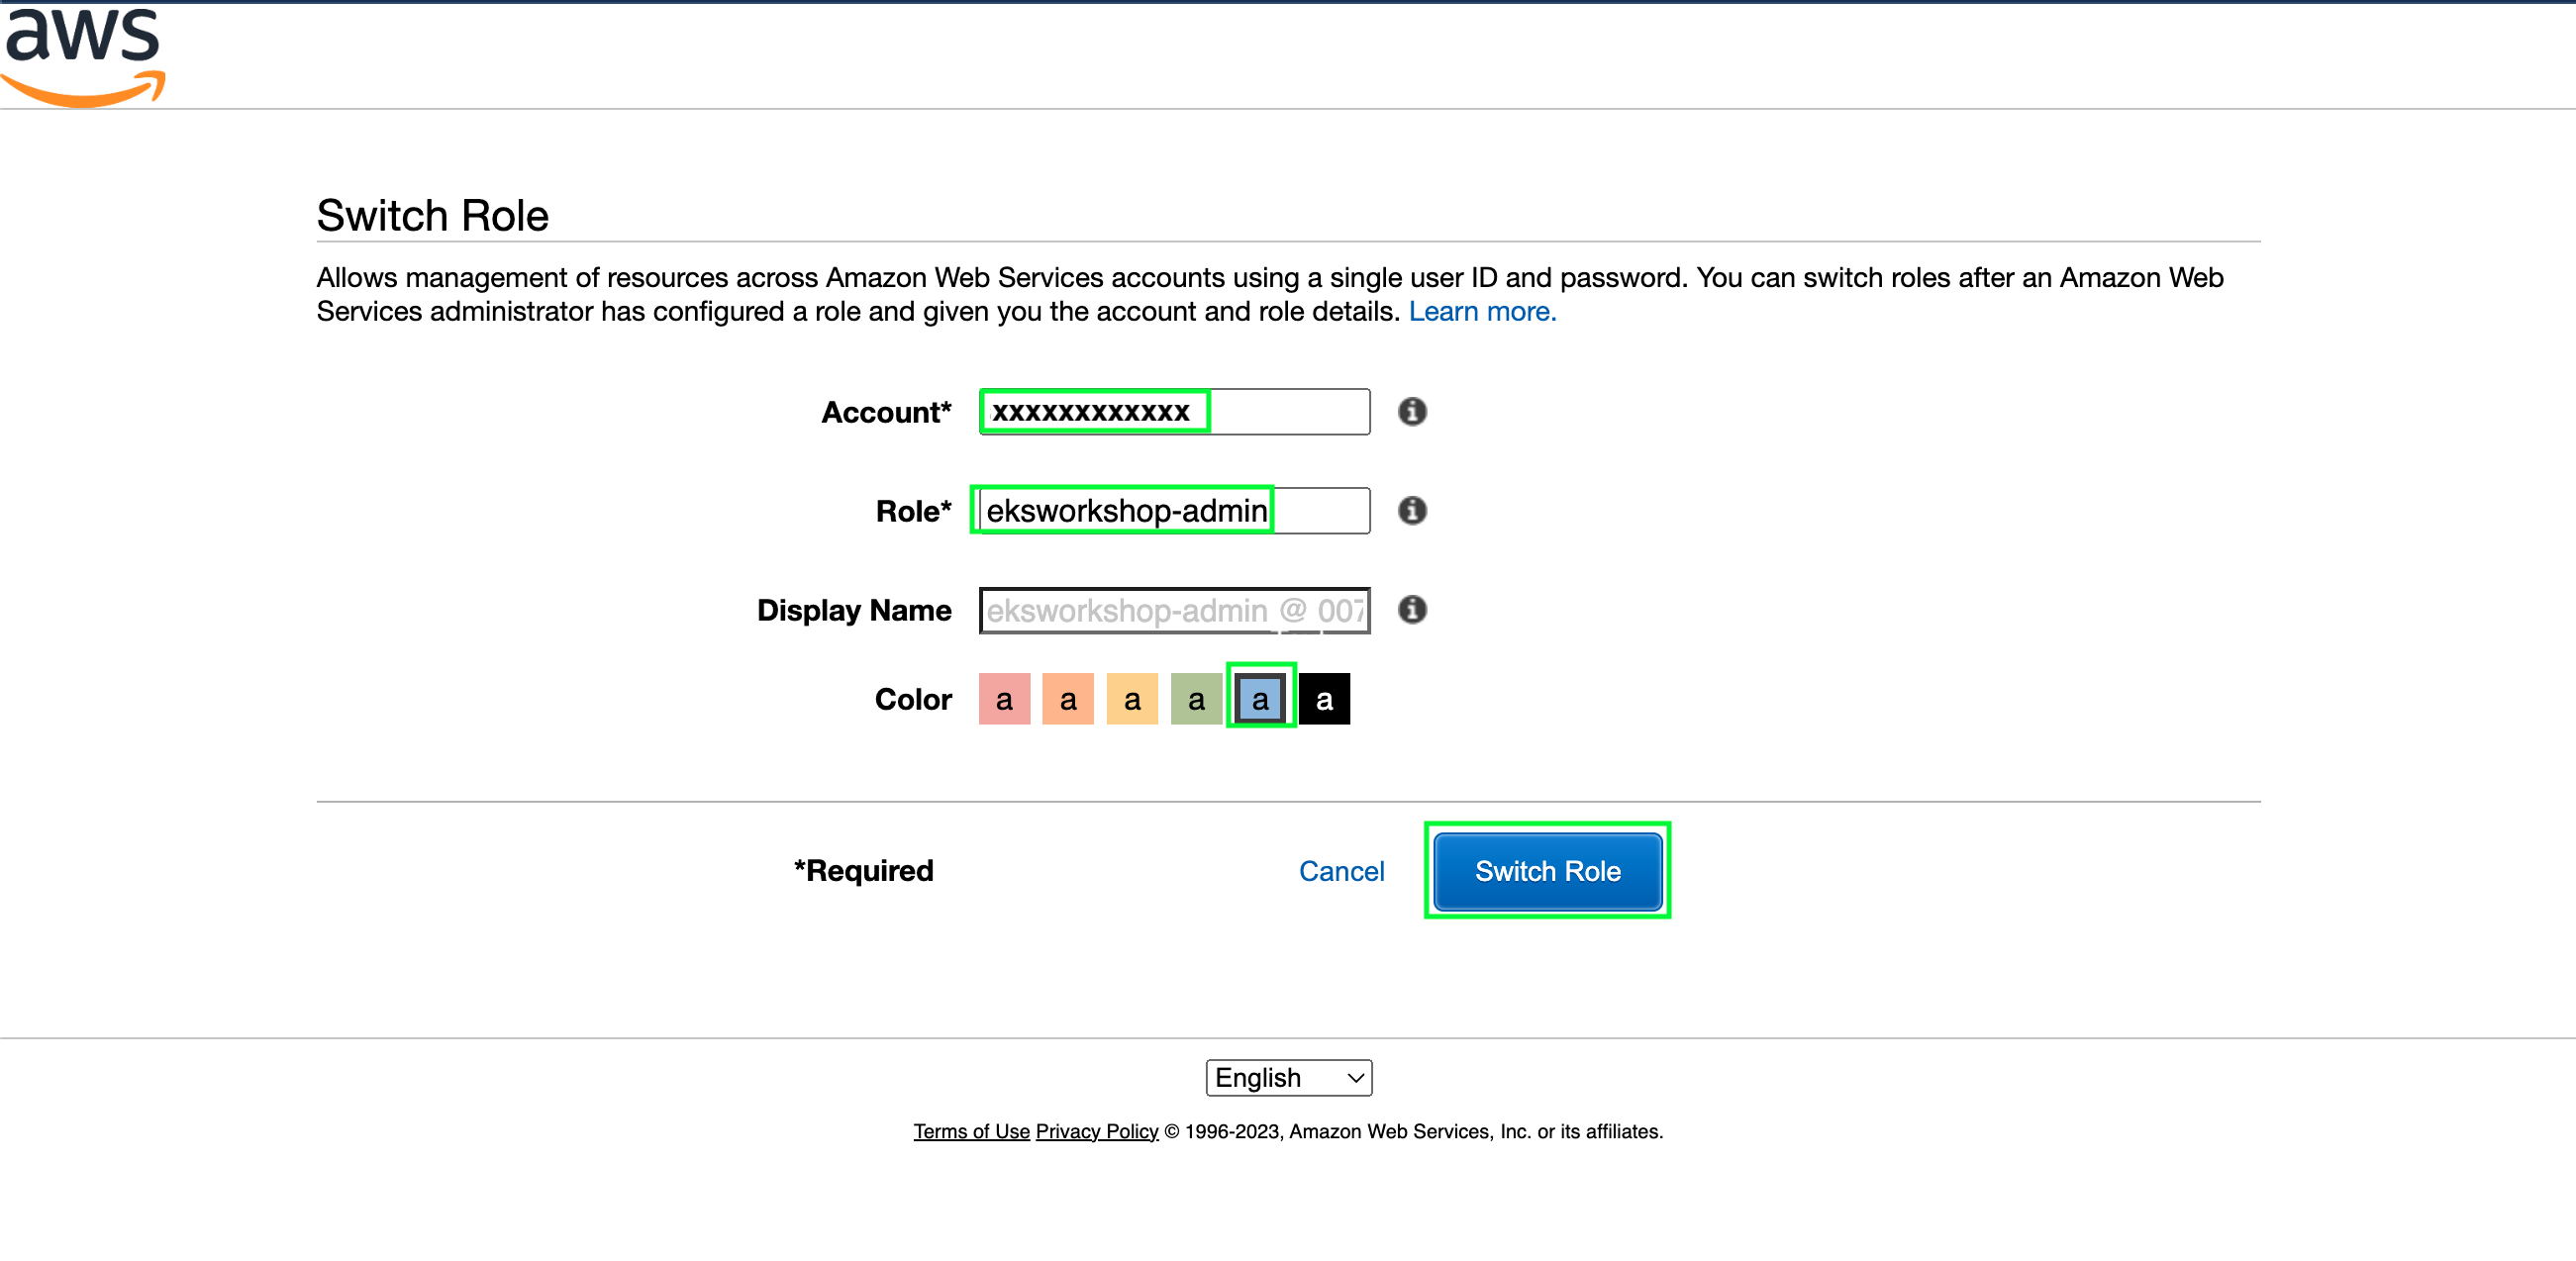 aws
Switch Role
Allows management of resources across Amazon Web Services accounts using a single user ID and password. You can switch roles after an Amazon Web
Services administrator has configured a role and given you the account and role details. Learn more.
Account* xxxxxxxxxxxx
Role* eksworkshop-admin
Display Name eksworkshop-admin @ 007
Color a a a a a a
*Required Cancel Switch Role
English
Terms of Use Privacy Policy © 1996-2023, Amazon Web Services, Inc. or its affiliates.